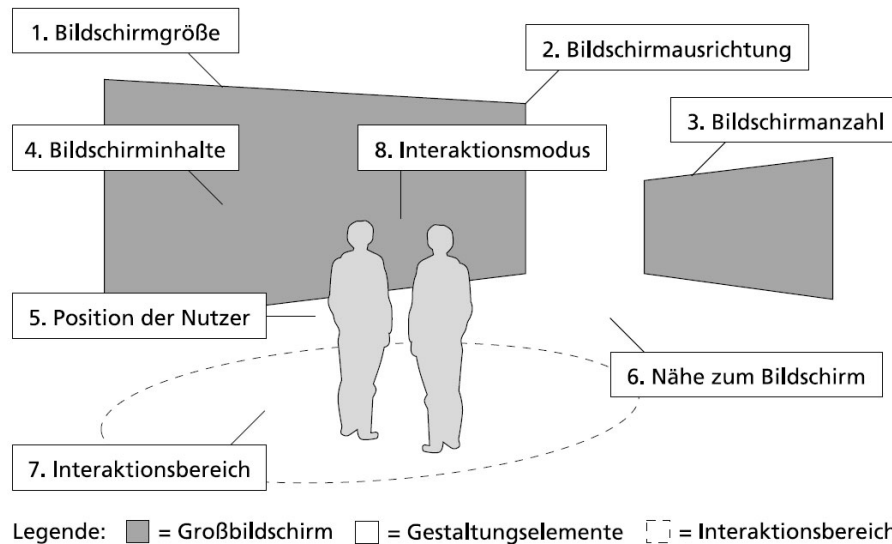 1. Bildschirmgröße
2. Bildschirmausrichtung
3. Bildschirmanzahl
4. Bildschirminhalte
8. Interaktionsmodus
5. Position der Nutzer
6. Nähe zum Bildschirm
7. Interaktionsbereich
Legende: = Großbildschirm = Gestaltungselemente = Interaktionsbereich